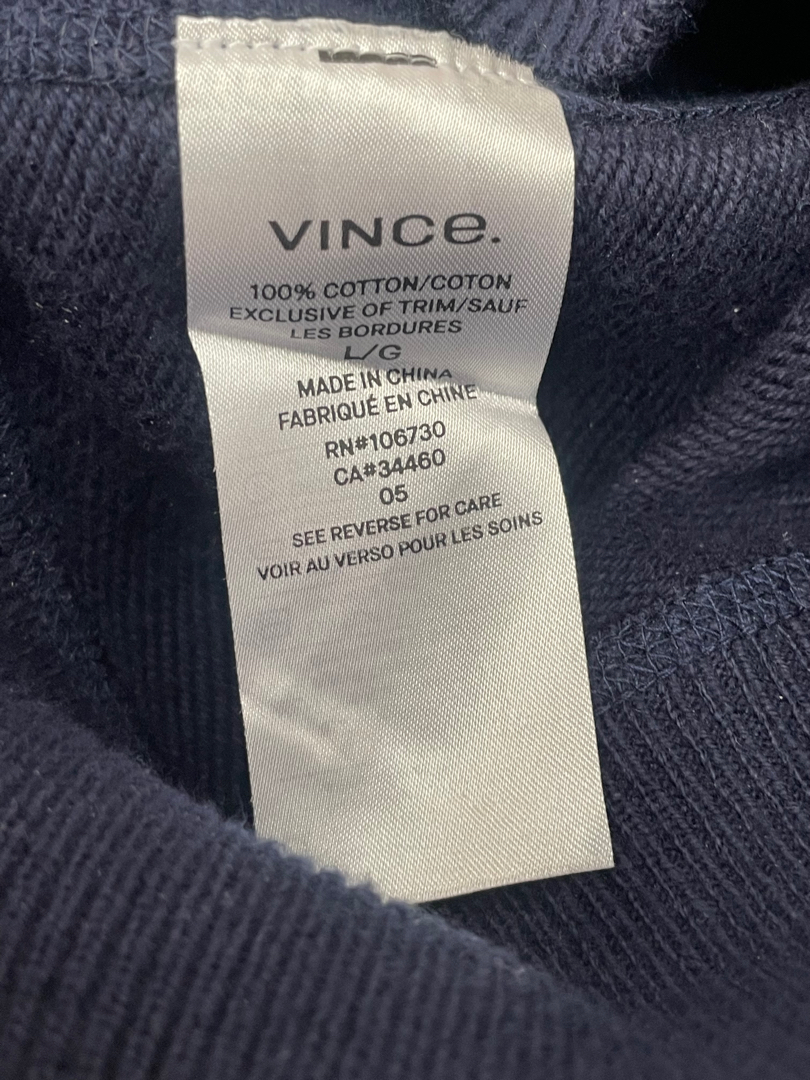 VINCE.
100% COTTON/COTON
EXCLUSIVE OF TRIM/SAUF
LES BORDURES
L/G
MADE IN CHINA
FABRIQUÉ EN CHINE
RN#106730
CA#34460
05
SEE REVERSE FOR CARE
VOIR AU VERSO POUR LES SOINS